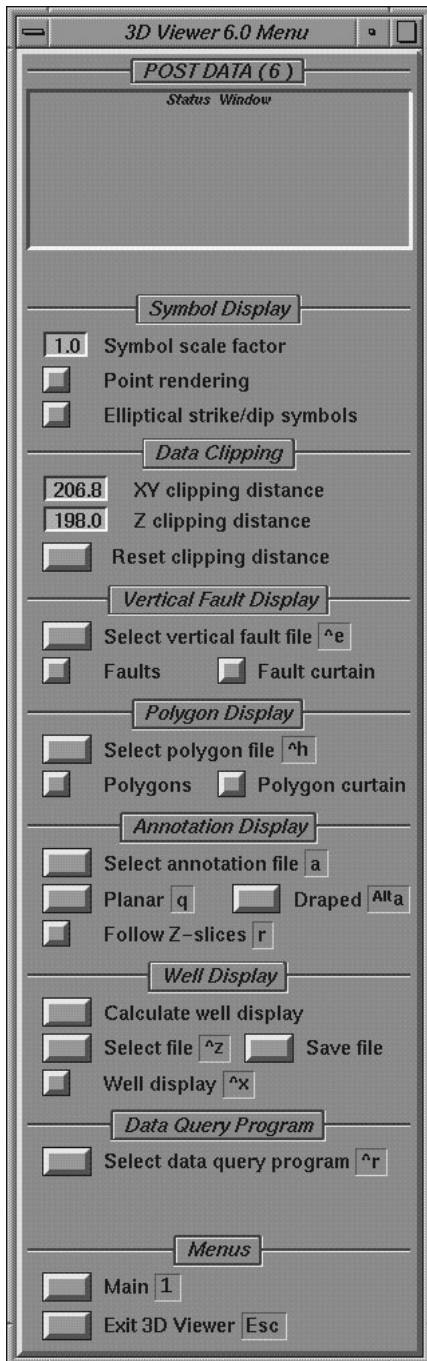 3D Viewer 6.0 Menu
POST DATA ( 6 )
Status Window
Symbol Display
1.0 Symbol scale factor
Point rendering
Elliptical strike/dip symbols
Data Clipping
206.8 XY clipping distance
198.0 Z clipping distance
Reset clipping distance
Vertical Fault Display
Select vertical fault file ^e
Faults Fault curtain
Polygon Display
Select polygon file ^h
Polygons Polygon curtain
Annotation Display
Select annotation file a
Planar q Draped Alt a
Follow Z-slices r
Well Display
Calculate well display
Select file ^z Save file
Well display ^x
Data Query Program
Select data query program ^r
Menus
Main 1
Exit 3D Viewer Esc